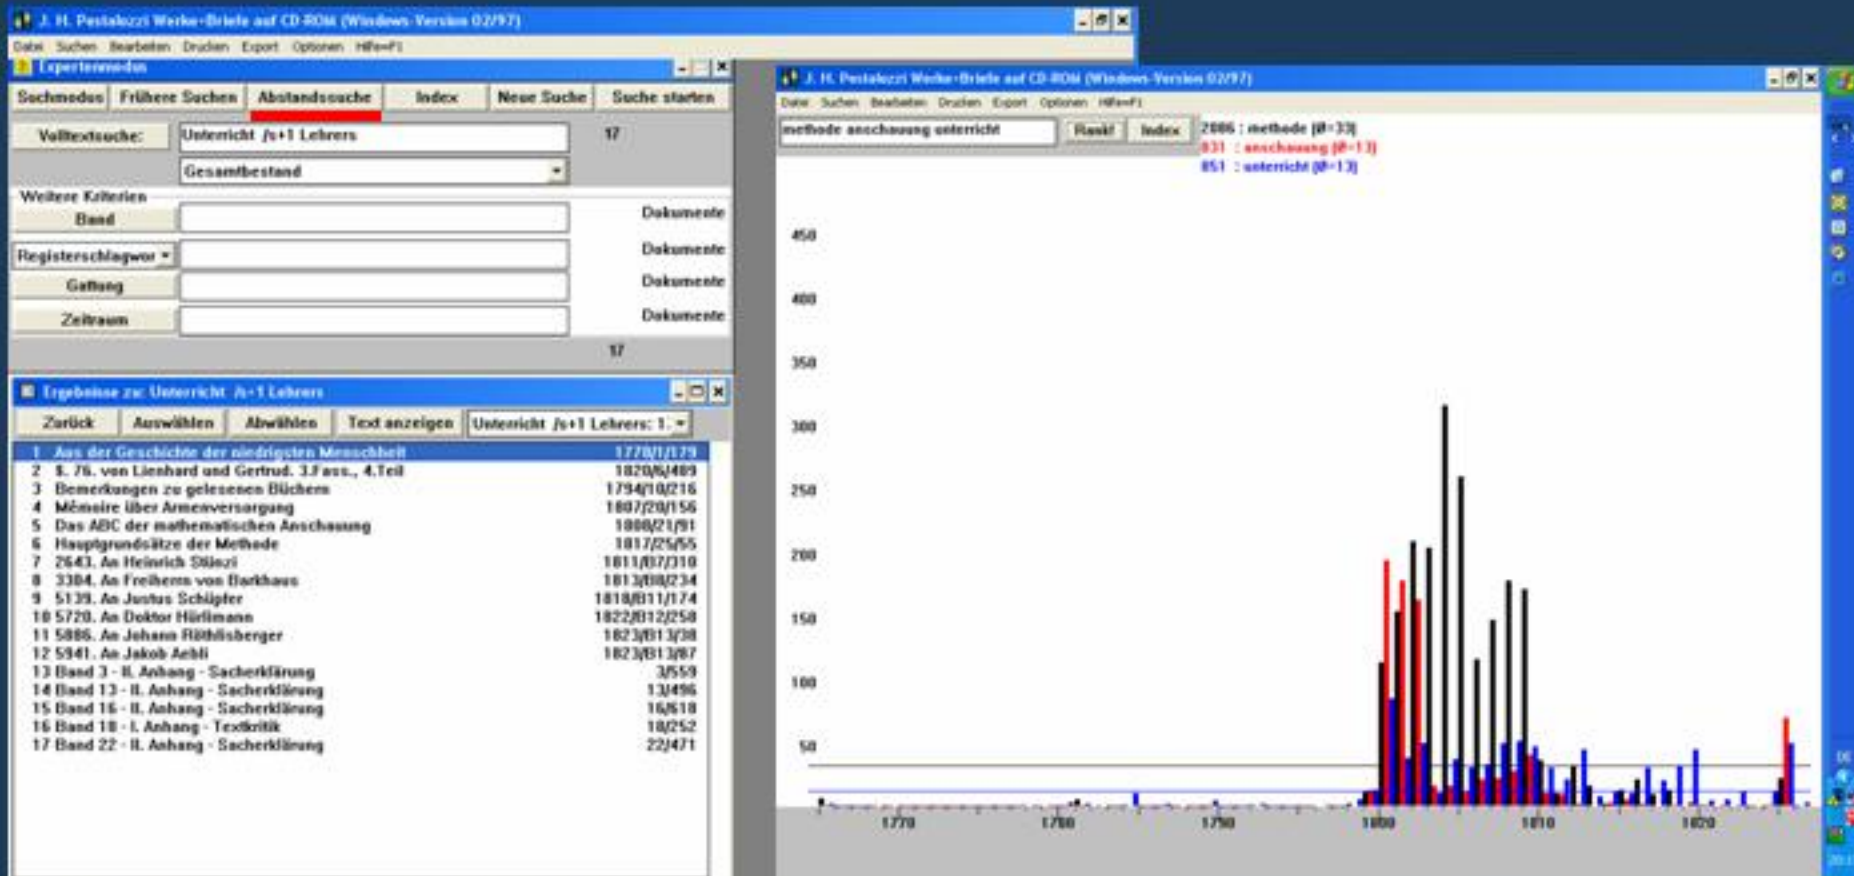 J. H. Pestalozzi Werke+Briefe auf CD-ROM (Windows-Version 02/97)
Datei Suchen Bearbeiten Drucken Export Optionen Hilfe=F1
Expertenmodus
Suchmodus Frühere Suchen Abstandssuche Index Neue Suche Suche starten
Volltextsuche: Unterricht /s+1 Lehrers 17
Gesamtbestand
Weitere Kriterien
Band Dokumente
Registerschlagwor Dokumente
Gattung Dokumente
Zeitraum Dokumente
17
Ergebnisse zu: Unterricht /s+1 Lehrers
Zurück Auswählen Abwählen Text anzeigen Unterricht /s+1 Lehrers: 1.
1 Aus der Geschichte der niedrigsten Menschheit 1778/1/179
2 §. 76. von Lienhard und Gertrud. 3.Fass., 4.Teil 1820/6/489
3 Bemerkungen zu gelesenen Büchern 1794/10/216
4 Mémoire über Armenversorgung 1807/20/156
5 Das ABC der mathematischen Anschauung 1808/21/91
6 Hauptgrundsätze der Methode 1817/25/55
7 2643. An Heinrich Stünzi 1811/B7/310
8 3304. An Freiherrn von Barkhaus 1813/B8/234
9 5139. An Justus Schüpfer 1818/B11/174
10 5720. An Doktor Hürlimann 1822/B12/258
11 5886. An Johann Röthlisberger 1823/B13/38
12 5941. An Jakob Aebli 1823/B13/87
13 Band 3 - II. Anhang - Sacherklärung 3/559
14 Band 13 - II. Anhang - Sacherklärung 13/496
15 Band 16 - II. Anhang - Sacherklärung 16/618
16 Band 18 - I. Anhang - Textkritik 18/252
17 Band 22 - II. Anhang - Sacherklärung 22/471
J. H. Pestalozzi Werke+Briefe auf CD-ROM (Windows-Version 02/97)
Datei Suchen Bearbeiten Drucken Export Optionen Hilfe=F1
methode anschauung unterricht Rank! Index
2086 : methode (Ø=33)
831 : anschauung (Ø=13)
851 : unterricht (Ø=13)
450
400
350
300
250
200
150
100
50
1770 1780 1790 1800 1810 1820
DE